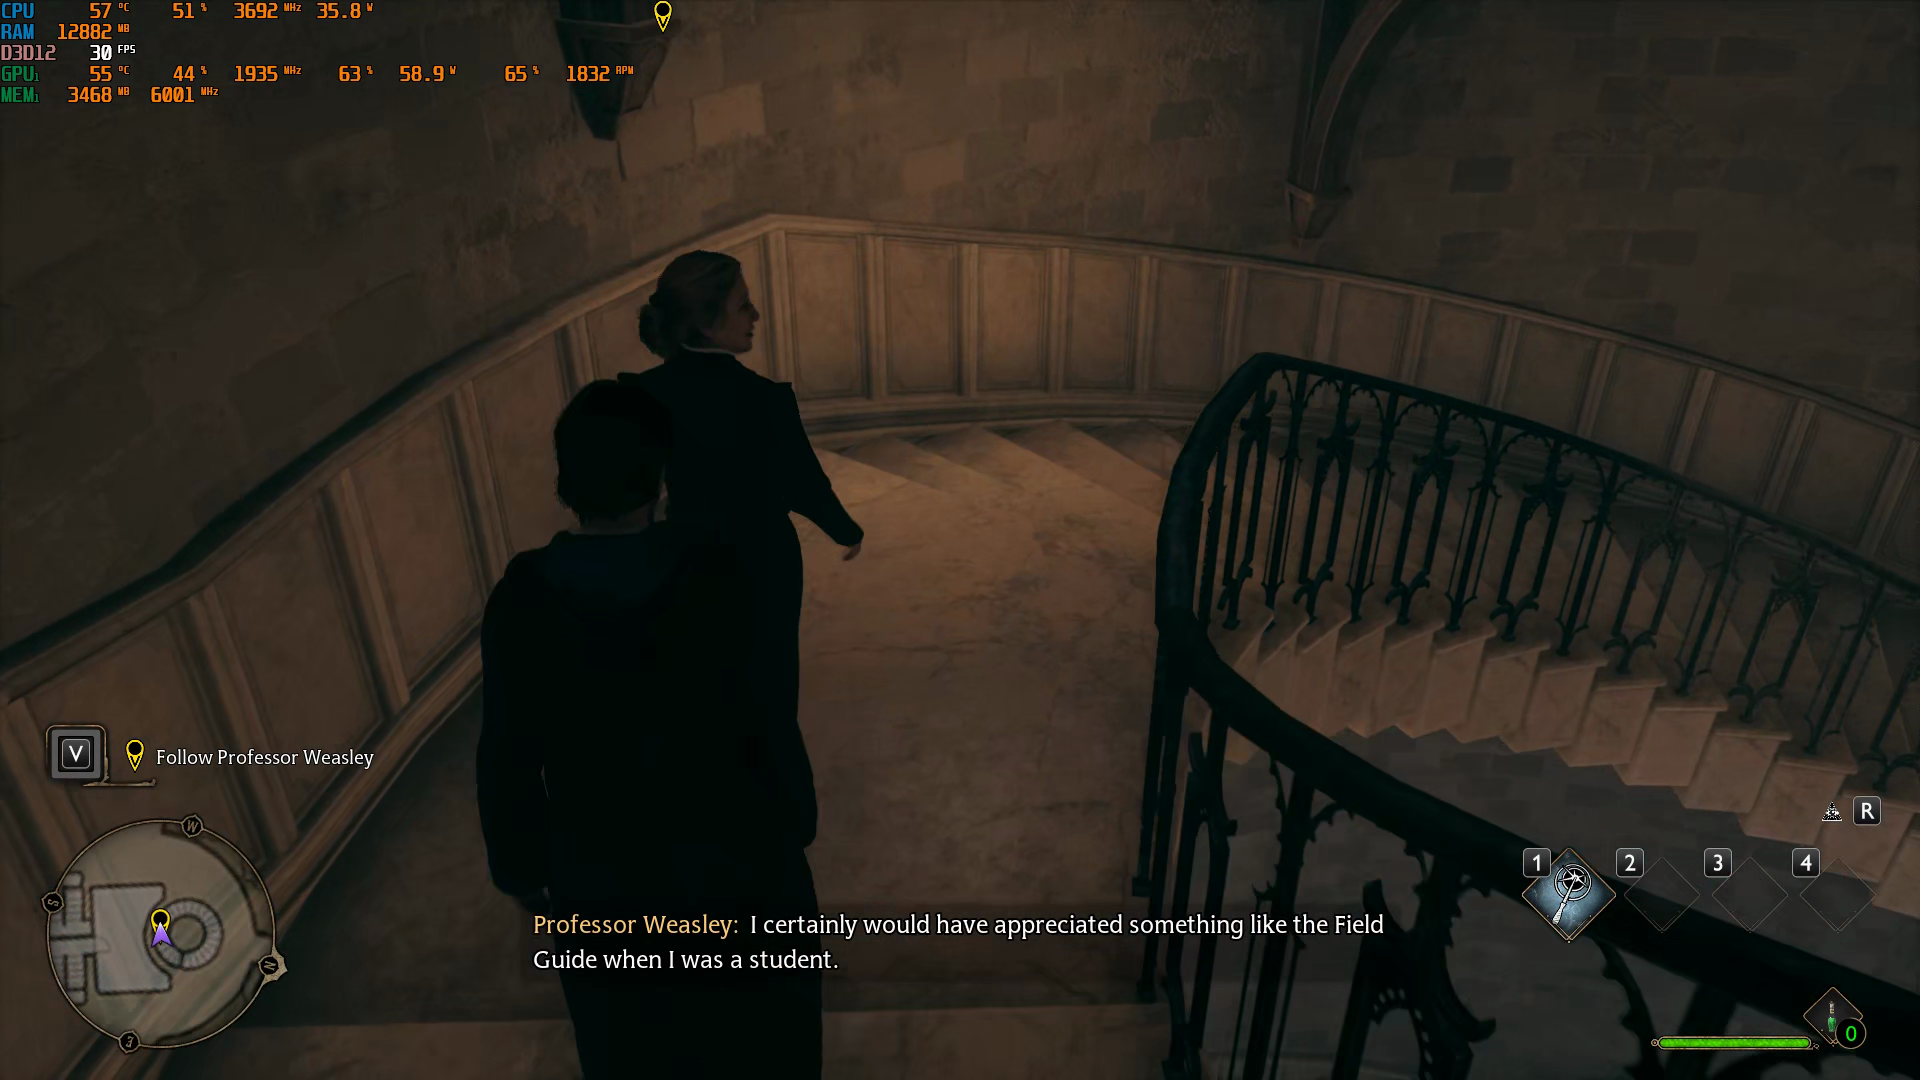 CPU 57 °C 51 % 3692 MHz 35.8 W
RAM 12882 MB
D3D12 30 FPS
GPU1 55 °C 44 % 1935 MHz 63 % 58.9 W 65 % 1832 RPM
MEM1 3468 MB 6001 MHz
V Follow Professor Weasley
W
S
N
E
R
1 2 3 4
Professor Weasley: I certainly would have appreciated something like the Field
Guide when I was a student.
0